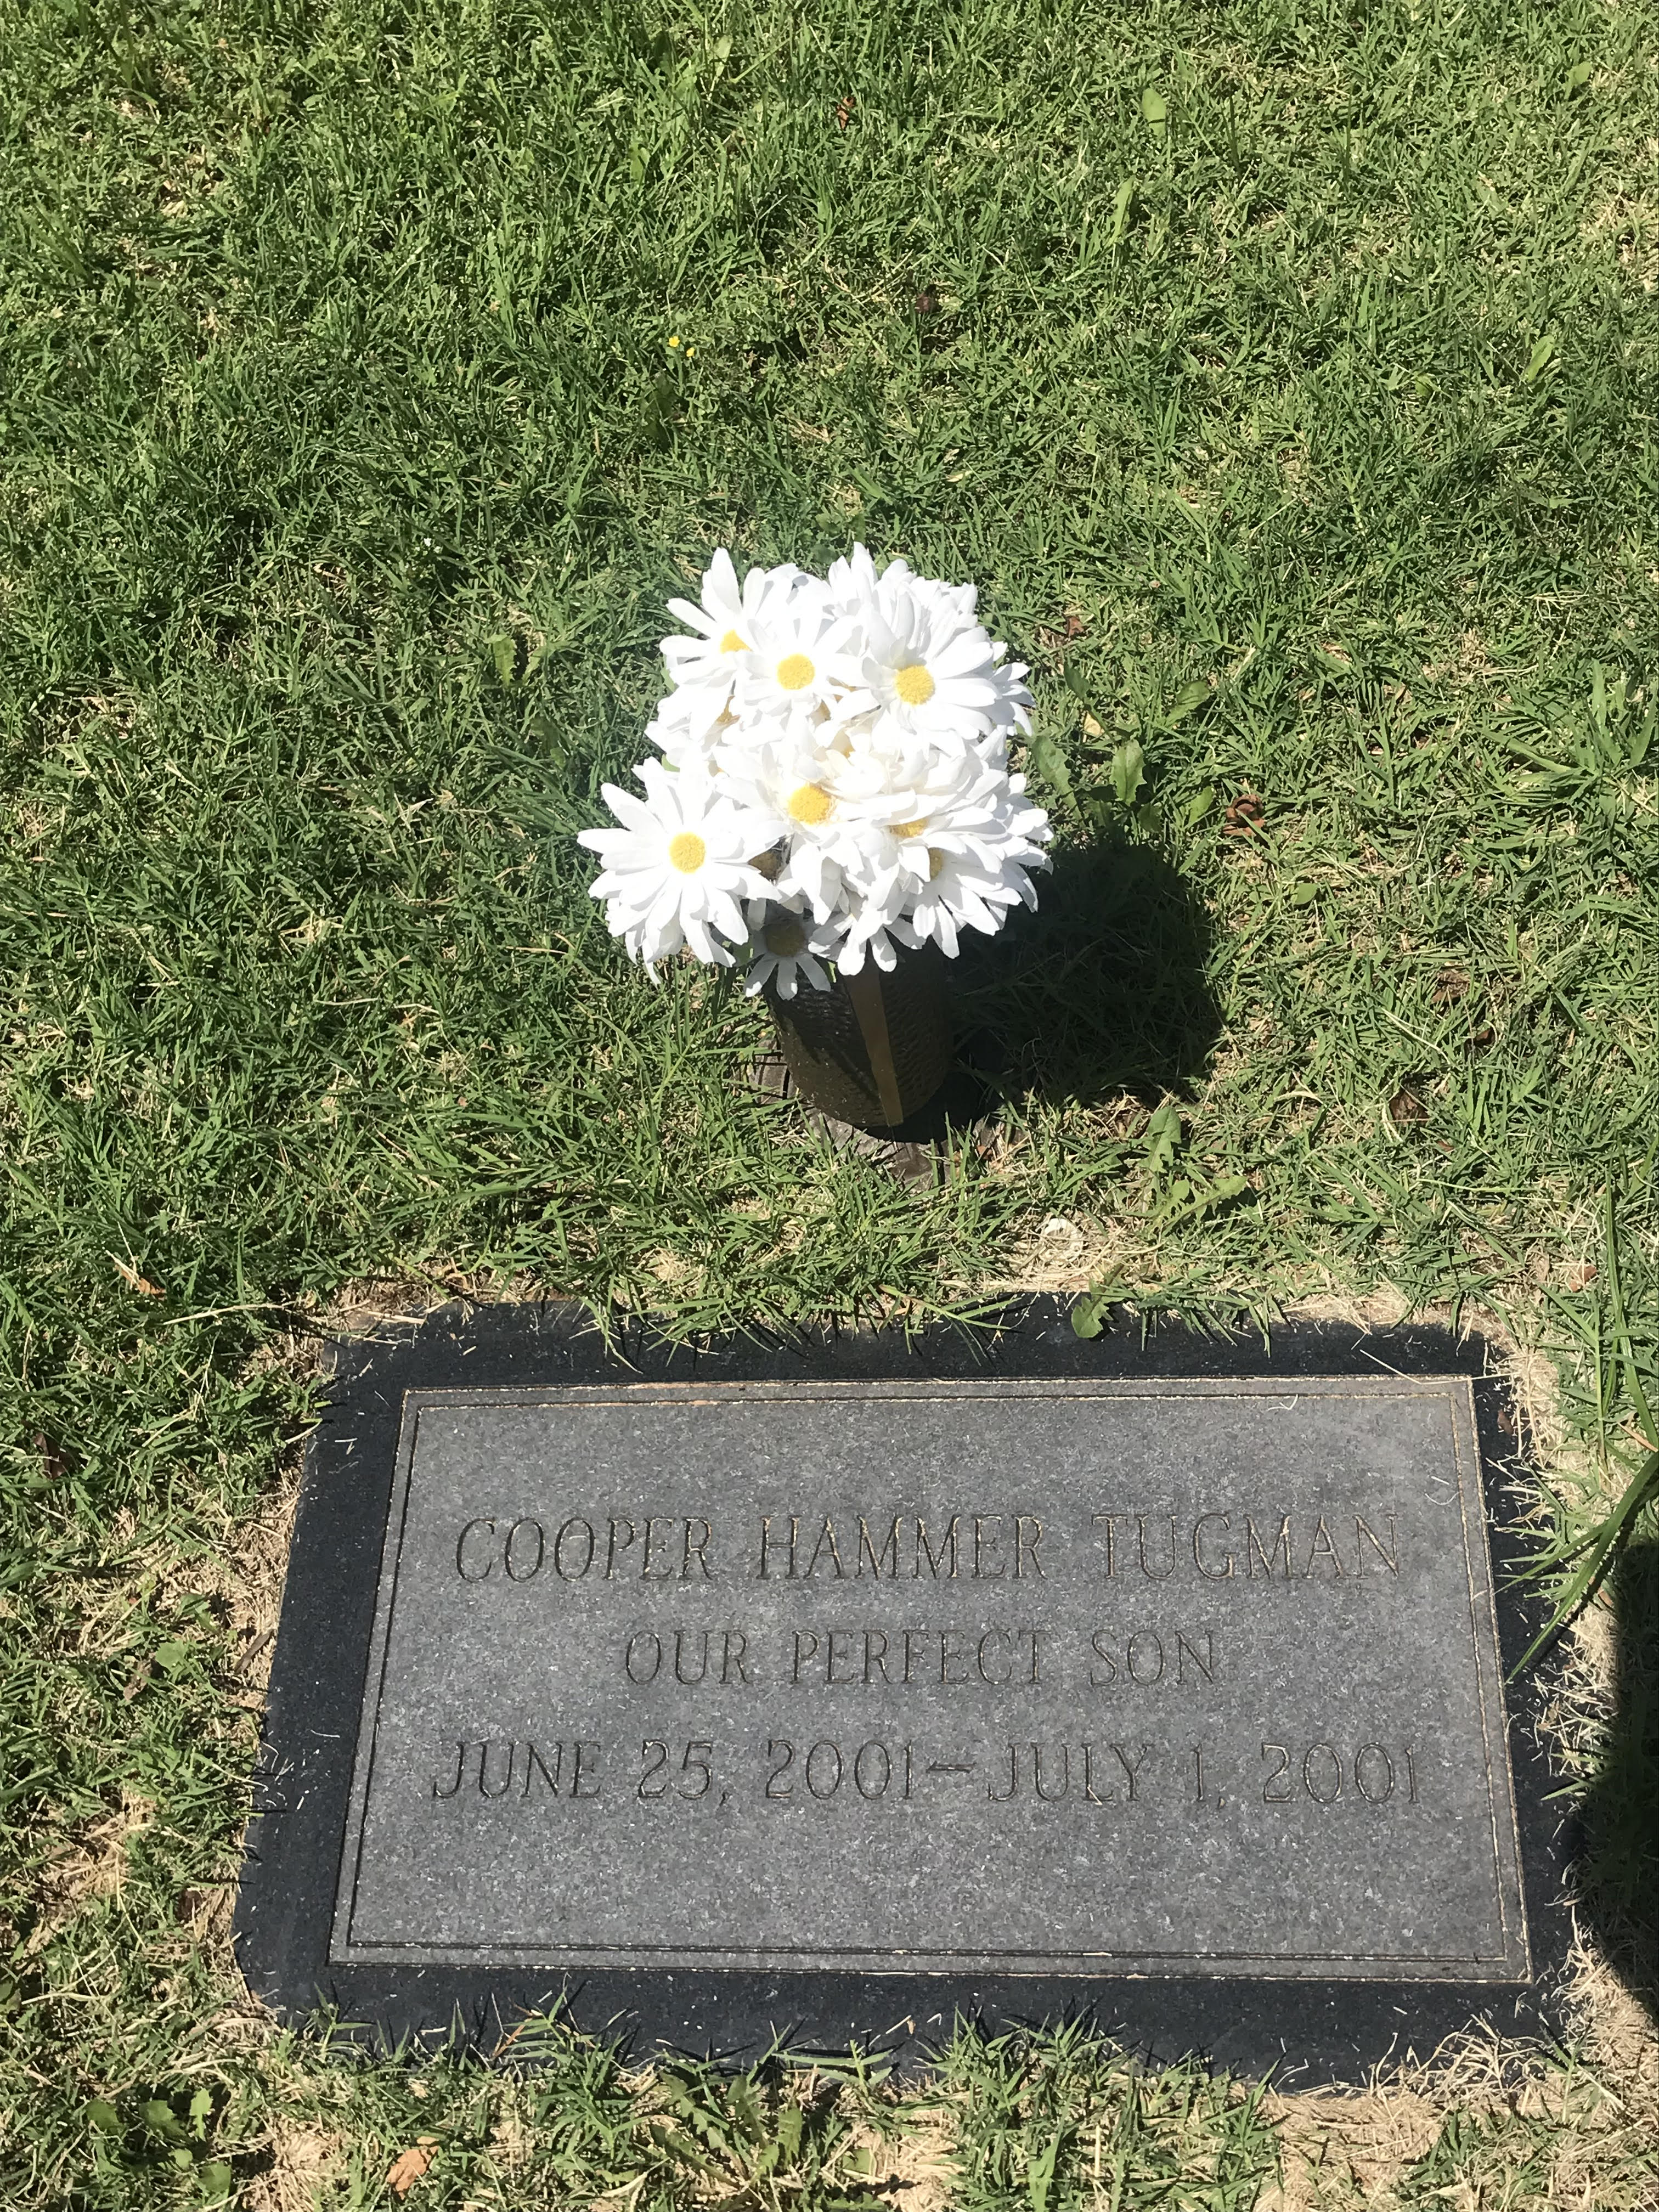 COOPER HAMMER TUGMAN
OUR PERFECT SON
JUNE 25, 2001 – JULY 1, 2001